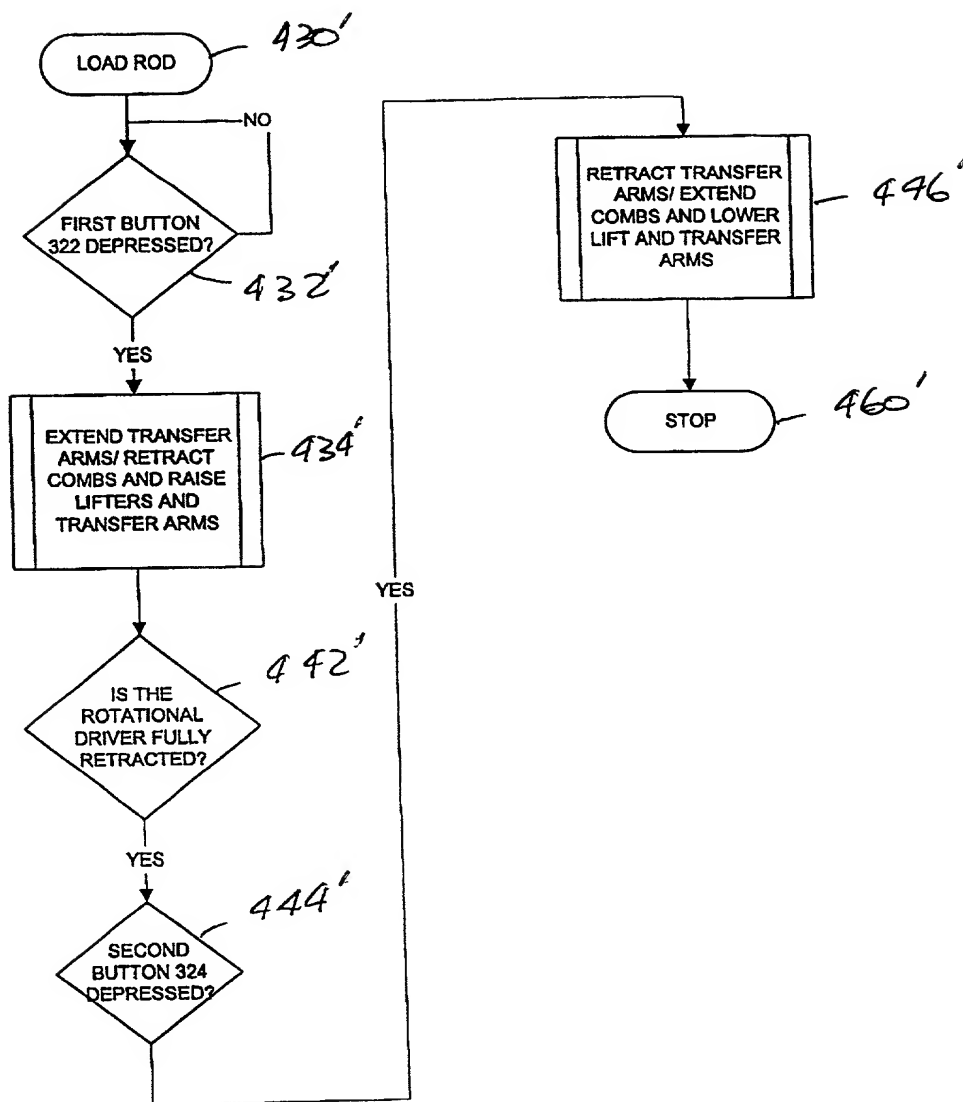 LOAD ROD
430'
NO
FIRST BUTTON
322 DEPRESSED?
432'
YES
EXTEND TRANSFER
ARMS/ RETRACT
COMBS AND RAISE
LIFTERS AND
TRANSFER ARMS
434'
IS THE
ROTATIONAL
DRIVER FULLY
RETRACTED?
442'
YES
SECOND
BUTTON 324
DEPRESSED?
444'
YES
RETRACT TRANSFER
ARMS/ EXTEND
COMBS AND LOWER
LIFT AND TRANSFER
ARMS
446'
STOP
460'